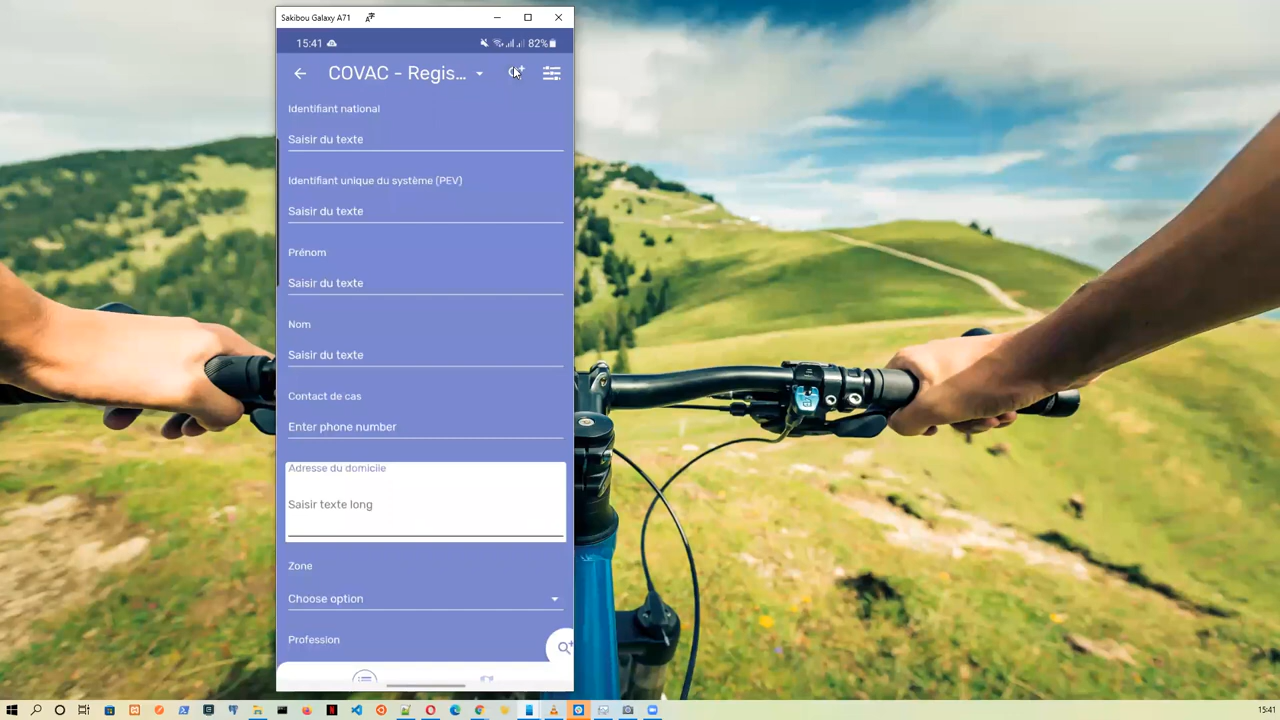 Sakibou Galaxy A71
15:41
82%
COVAC - Regis...
Identifiant national
Saisir du texte
Identifiant unique du système (PEV)
Saisir du texte
Prénom
Saisir du texte
Nom
Saisir du texte
Contact de cas
Enter phone number
Adresse du domicile
Saisir texte long
Zone
Choose option
Profession
15:41